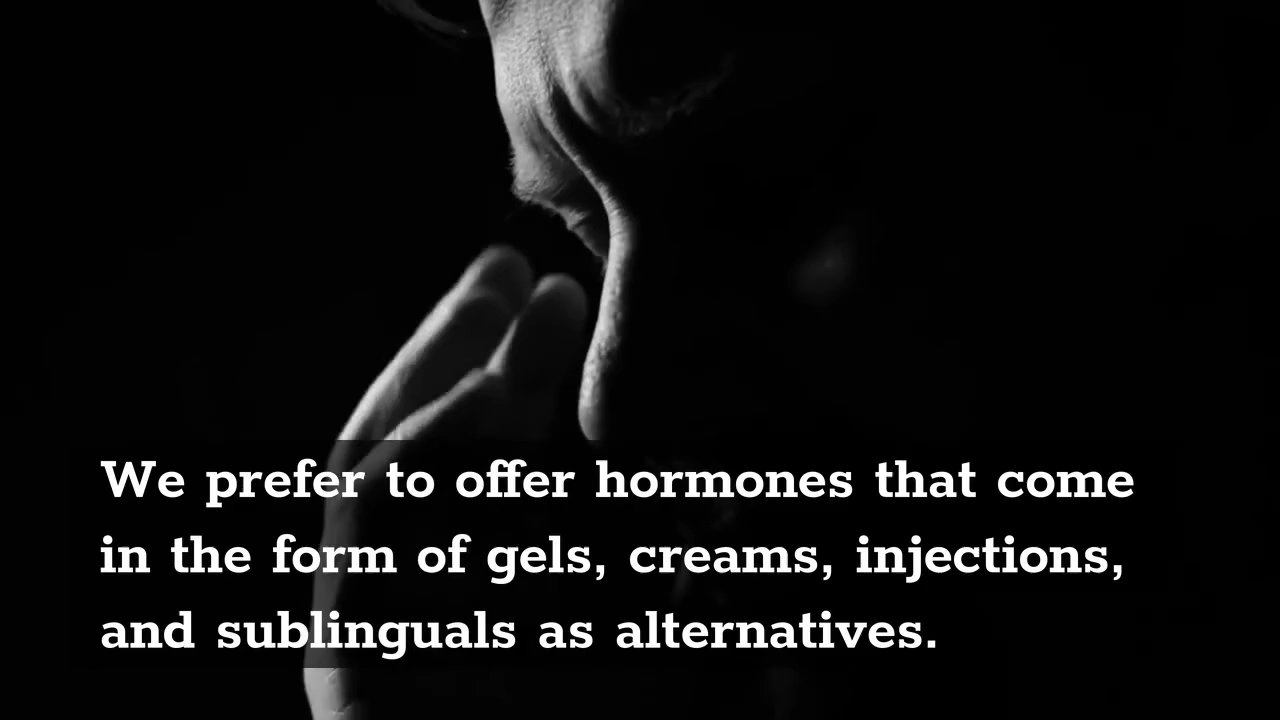 We prefer to offer hormones that come
in the form of gels, creams, injections,
and sublinguals as alternatives.